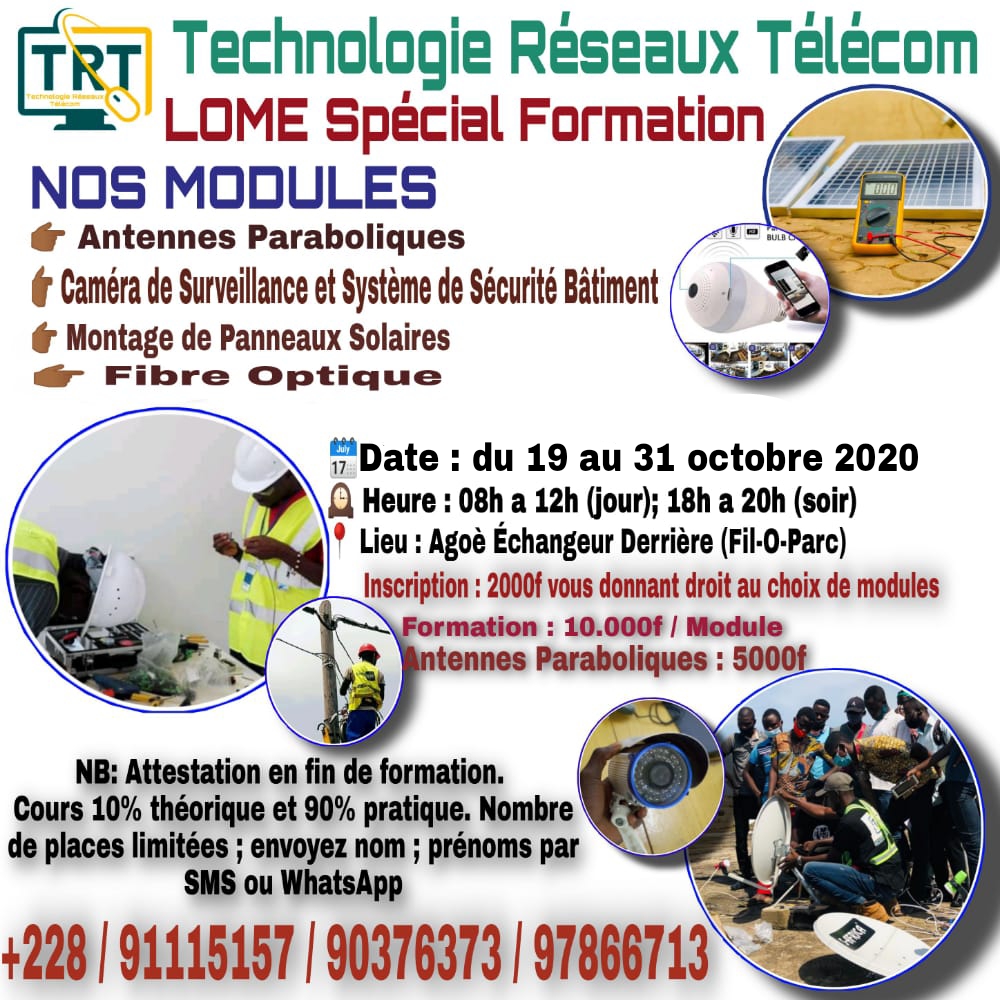 TRT
Technologie Réseaux
Télécom
Technologie Réseaux Télécom
LOME Spécial Formation
NOS MODULES
Antennes Paraboliques
Caméra de Surveillance et Système de Sécurité Bâtiment
Montage de Panneaux Solaires
Fibre Optique
HD
BULB
July
17
Date : du 19 au 31 octobre 2020
Heure : 08h a 12h (jour); 18h a 20h (soir)
Lieu : Agoè Échangeur Derrière (Fil-O-Parc)
Inscription : 2000f vous donnant droit au choix de modules
Formation : 10.000f / Module
Antennes Paraboliques : 5000f
NB: Attestation en fin de formation.
Cours 10% théorique et 90% pratique. Nombre
de places limitées ; envoyez nom ; prénoms par
SMS ou WhatsApp
+228 / 91115157 / 90376373 / 97866713